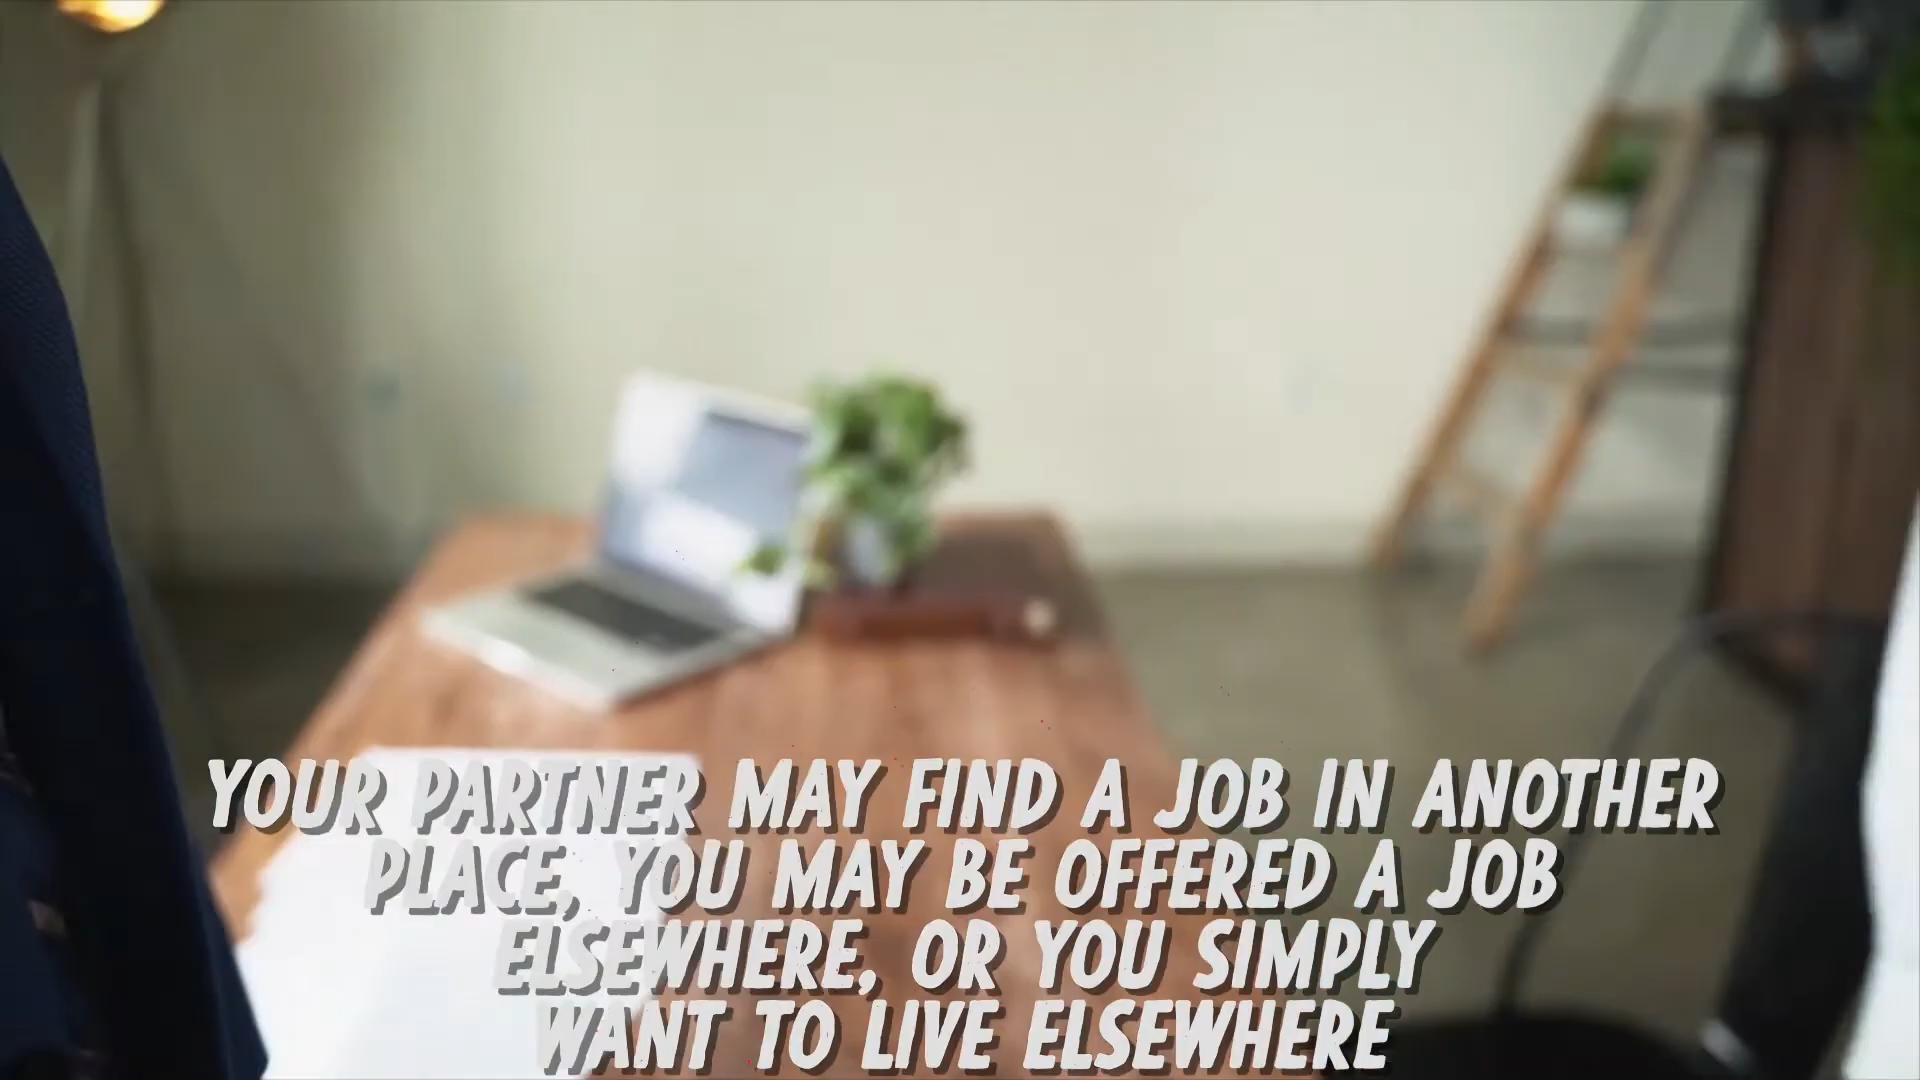 YOUR PARTNER MAY FIND A JOB IN ANOTHER
PLACE, YOU MAY BE OFFERED A JOB
ELSEWHERE, OR YOU SIMPLY
WANT TO LIVE ELSEWHERE